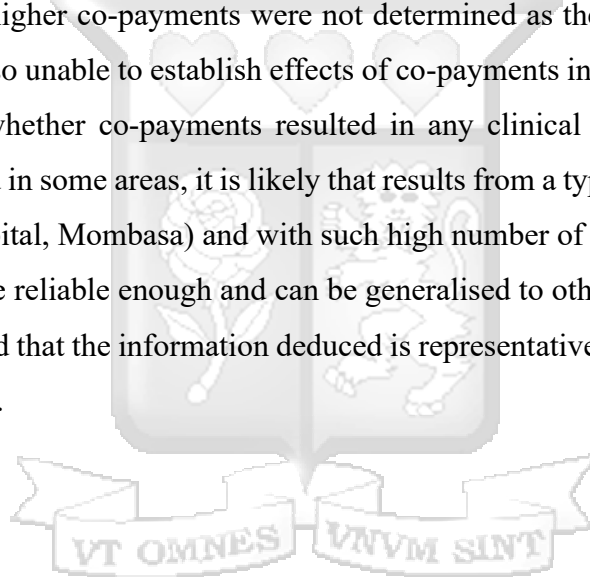 igher co-payments were not determined as the
o unable to establish effects of co-payments in
whether co-payments resulted in any clinical
in some areas, it is likely that results from a typ
pital, Mombasa) and with such high number of
e reliable enough and can be generalised to oth
d that the information deduced is representative
.
VT OMNES VNVM SINT